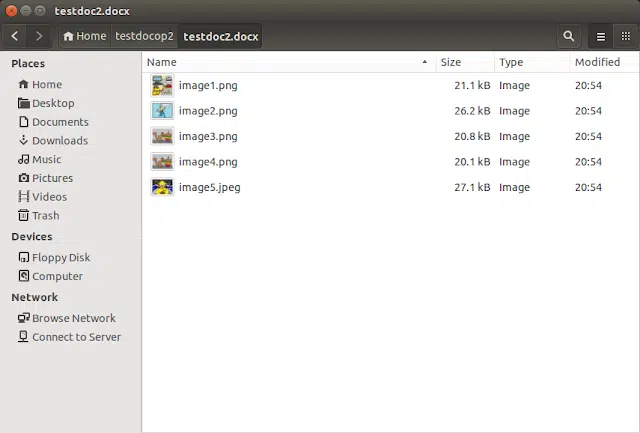 testdoc2.docx
Home testdocop2 testdoc2.docx
Places
Home
Desktop
Documents
Downloads
Music
Pictures
Videos
Trash
Devices
Floppy Disk
Computer
Network
Browse Network
Connect to Server
Name Size Type Modified
image1.png 21.1 kB Image 20:54
image2.png 26.2 kB Image 20:54
image3.png 20.8 kB Image 20:54
image4.png 20.1 kB Image 20:54
image5.jpeg 27.1 kB Image 20:54